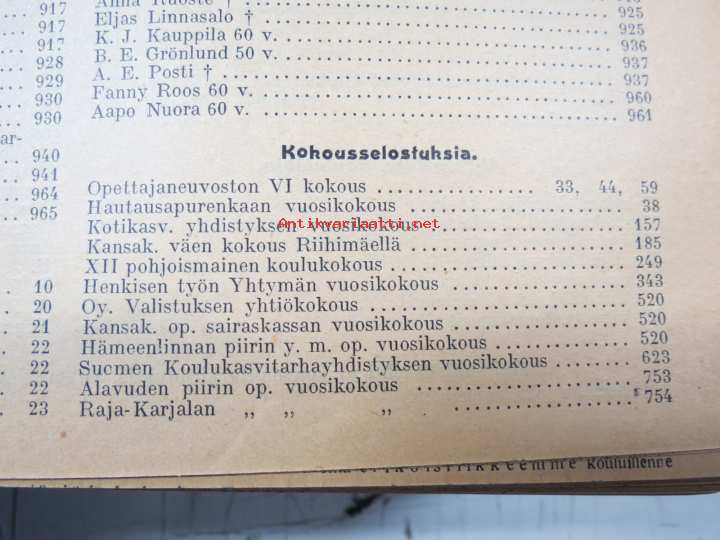 917
917
917
928
929
930
930
ar-
940
941
964
965
10
20
21
22
22
22
23
Eljas Linnasalo † 925
K. J. Kauppila 60 v. 925
B. E. Grönlund 50 v. 936
A. E. Posti † 937
Fanny Roos 60 v. 960
Aapo Nuora 60 v. 961
Kokousselostuksia.
Opettajaneuvoston VI kokous 33, 44, 59
Hautausapurenkaan vuosikokous 38
Kotikasv. yhdistyksen vuosikokous 157
Kansak. väen kokous Riihimäellä 185
XII pohjoismainen koulukokous 249
Henkisen työn Yhtymän vuosikokous 343
Oy. Valistuksen yhtiökokous 520
Kansak. op. sairaskassan vuosikokous 520
Hämeenlinnan piirin y. m. op. vuosikokous 520
Sucmen Koulukasvitarhayhdistyksen vuosikokous 623
Alavuden piirin op. vuosikokous 753
Raja-Karjalan „ „ „ 754
kouluillenne
Antikvariaatti.net